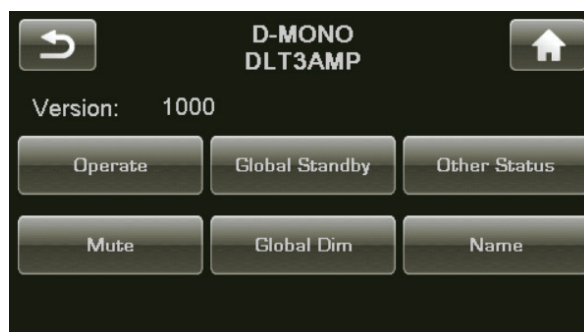 D-MONO
DLT3AMP
Version: 1000
Operate Global Standby Other Status
Mute Global Dim Name